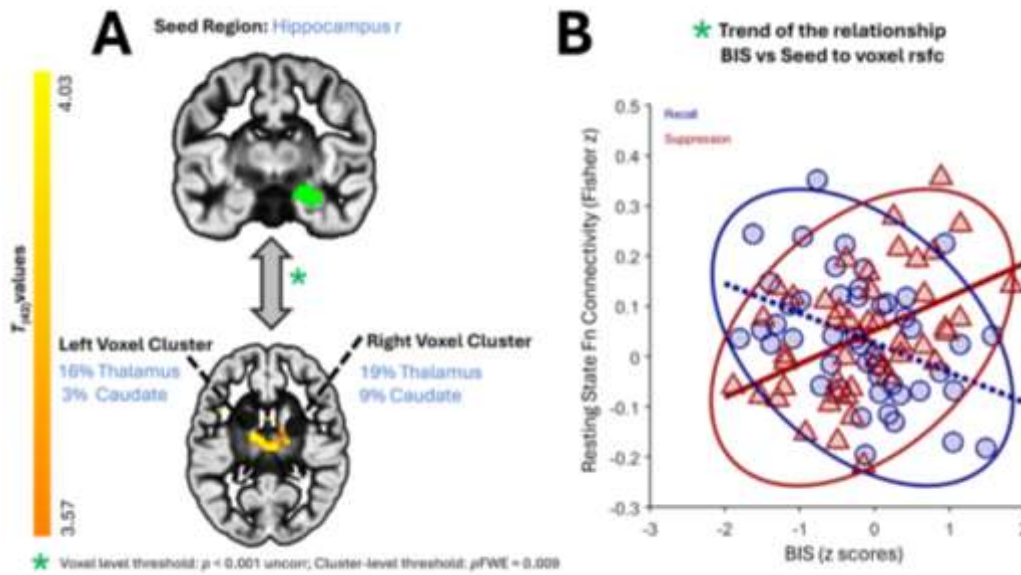 A
Seed Region: Hippocampus r
4.03
T(42)values
3.57
Left Voxel Cluster
16% Thalamus
3% Caudate
Right Voxel Cluster
19% Thalamus
9% Caudate
* Voxel level threshold: p < 0.001 uncorr; Cluster-level threshold: pFWE = 0.009
B
* Trend of the relationship
BIS vs Seed to voxel rsfc
Resting State Fn Connectivity (Fisher z)
0.5
0.4
0.3
0.2
0.1
0
-0.1
-0.2
-0.3
Recall
Suppression
-3
-2
-1
0
1
2
BIS (z scores)